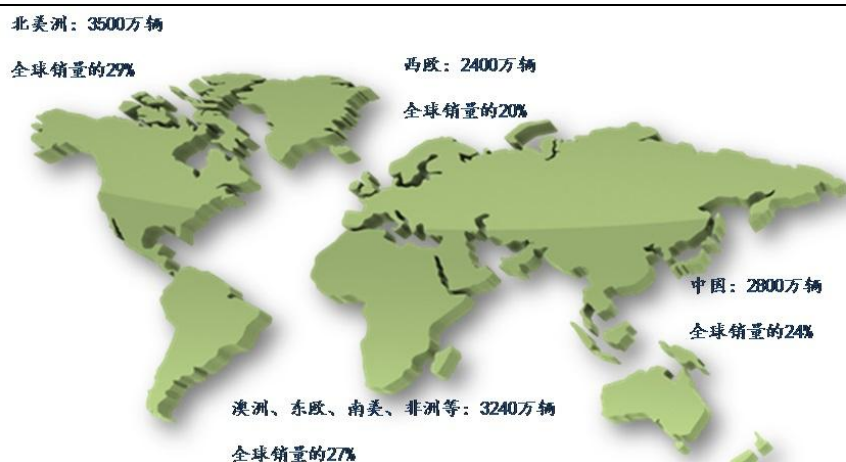 北美洲：3500万辆
全球销量的29%
西欧：2400万辆
全球销量的20%
中国：2800万辆
全球销量的24%
澳洲、东欧、南美、非洲等：3240万辆
全球销量的27%